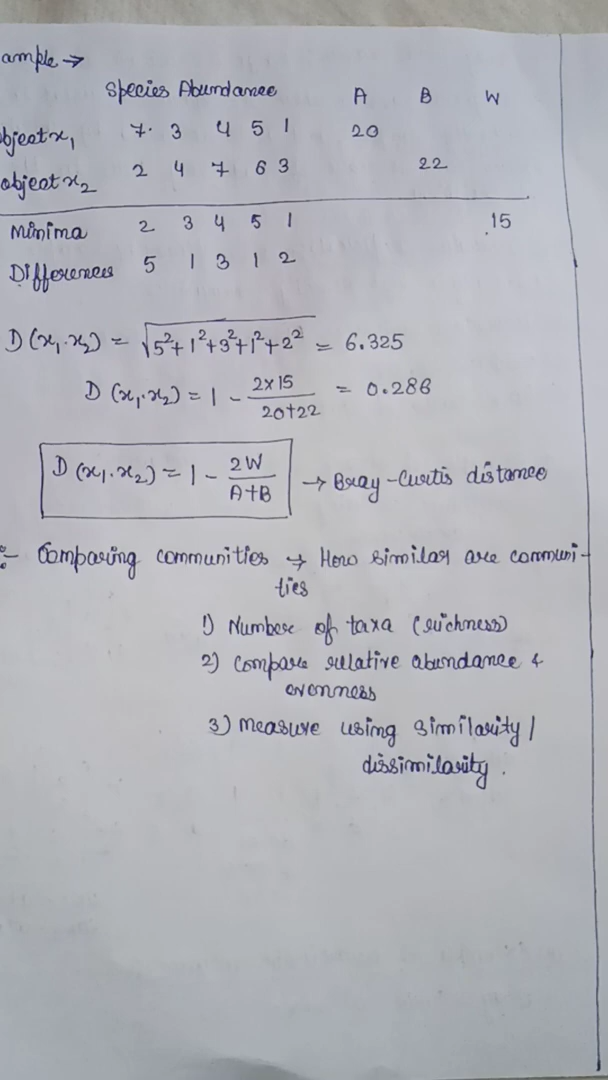 ample →
Species Abundance A B W
bject x₁ 7. 3 4 5 1 20
object x₂ 2 4 7 6 3 22
Minima 2 3 4 5 1 .15
Differences 5 1 3 1 2
D (x₁.x₂) = √5²+1²+3²+1²+2² = 6.325
D (x₁.x₂) = 1 - 2×15 / 20+22 = 0.286
D (x₁.x₂) = 1 - 2W / A+B → Bray-Curtis distance
:- Comparing communities → How similar are communi-
ties
1) Number of taxa (richness)
2) Compare relative abundance &
evenness
3) Measure using similarity /
dissimilarity.